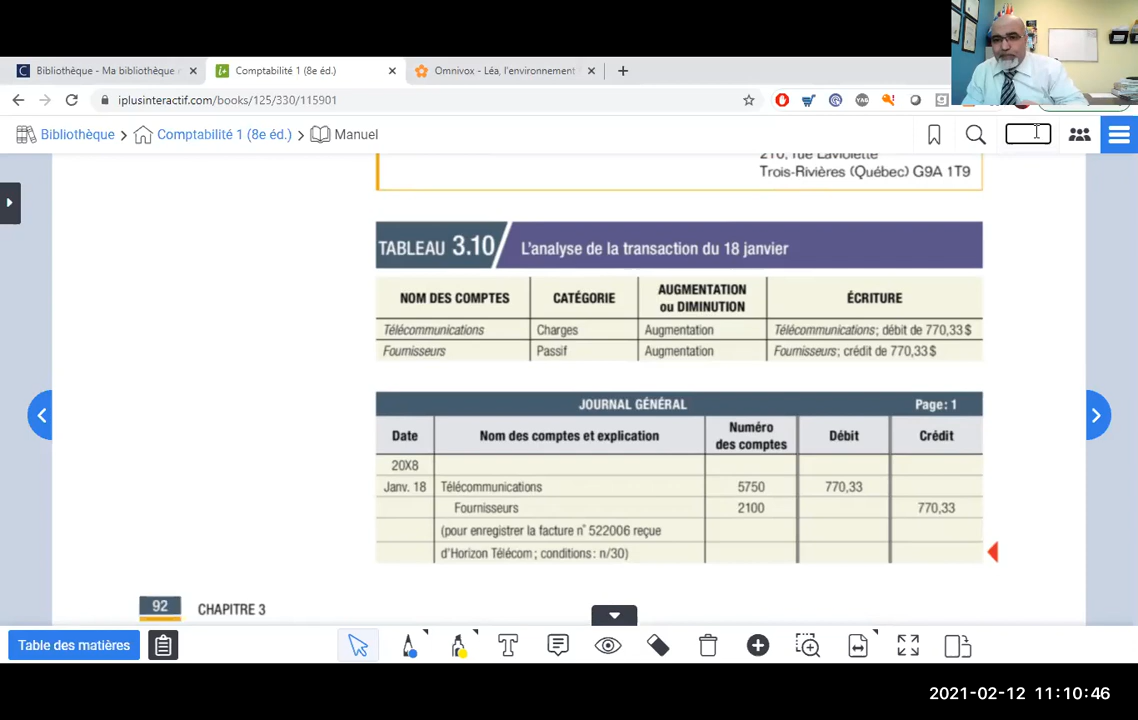 Bibliothèque - Ma bibliothèque
Comptabilité 1 (8e éd.)
Omnivox - Léa, l'environnement
iplusinteractif.com/books/125/330/115901
Bibliothèque > Comptabilité 1 (8e éd.) > Manuel
210, rue Laviolette
Trois-Rivières (Québec) G9A 1T9
TABLEAU 3.10 L'analyse de la transaction du 18 janvier
NOM DES COMPTES CATÉGORIE AUGMENTATION ou DIMINUTION ÉCRITURE
Télécommunications Charges Augmentation Télécommunications; débit de 770,33 $
Fournisseurs Passif Augmentation Fournisseurs; crédit de 770,33 $
JOURNAL GÉNÉRAL Page: 1
Date Nom des comptes et explication Numéro des comptes Débit Crédit
20X8
Janv. 18 Télécommunications 5750 770,33
Fournisseurs 2100 770,33
(pour enregistrer la facture n° 522006 reçue
d'Horizon Télécom; conditions: n/30)
92 CHAPITRE 3
Table des matières
2021-02-12 11:10:46